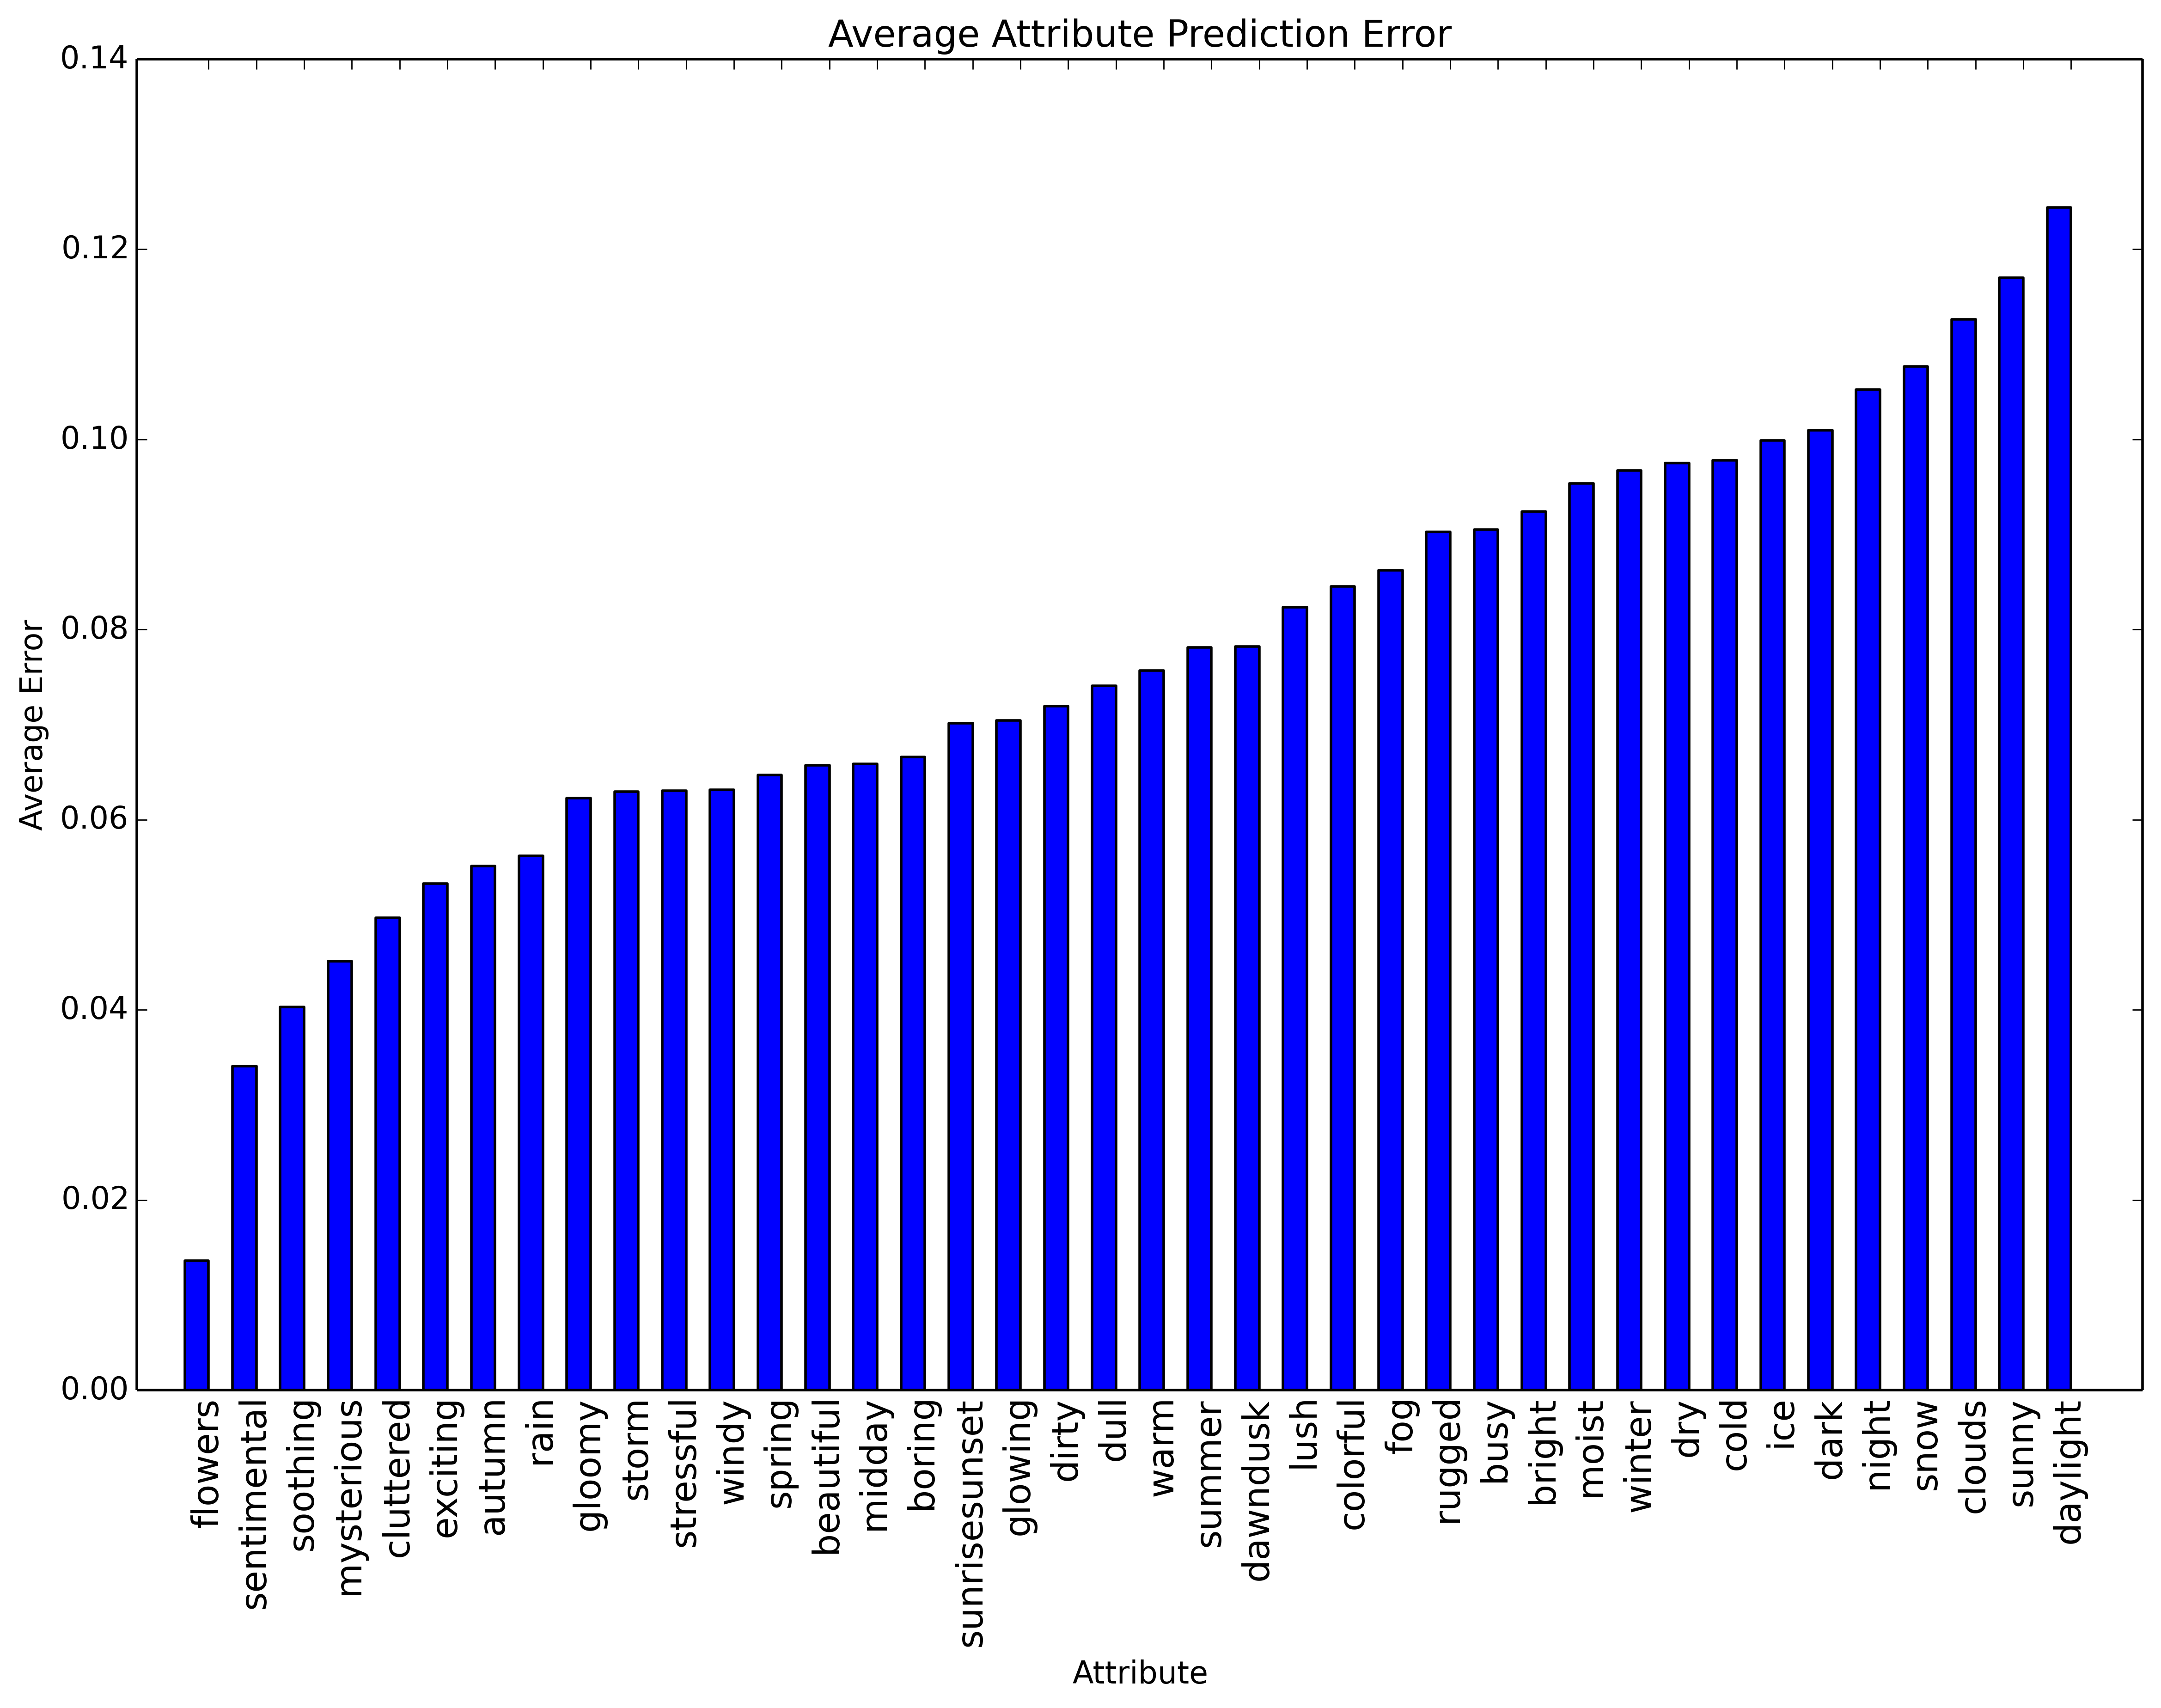 Average Attribute Prediction Error
0.14
0.12
0.10
0.08
0.06
0.04
0.02
0.00
Average Error
flowers
sentimental
soothing
mysterious
cluttered
exciting
autumn
rain
gloomy
storm
stressful
windy
spring
beautiful
midday
boring
sunrisesunset
glowing
dirty
dull
warm
summer
dawndusk
lush
colorful
fog
rugged
busy
bright
moist
winter
dry
cold
ice
dark
night
snow
clouds
sunny
daylight
Attribute